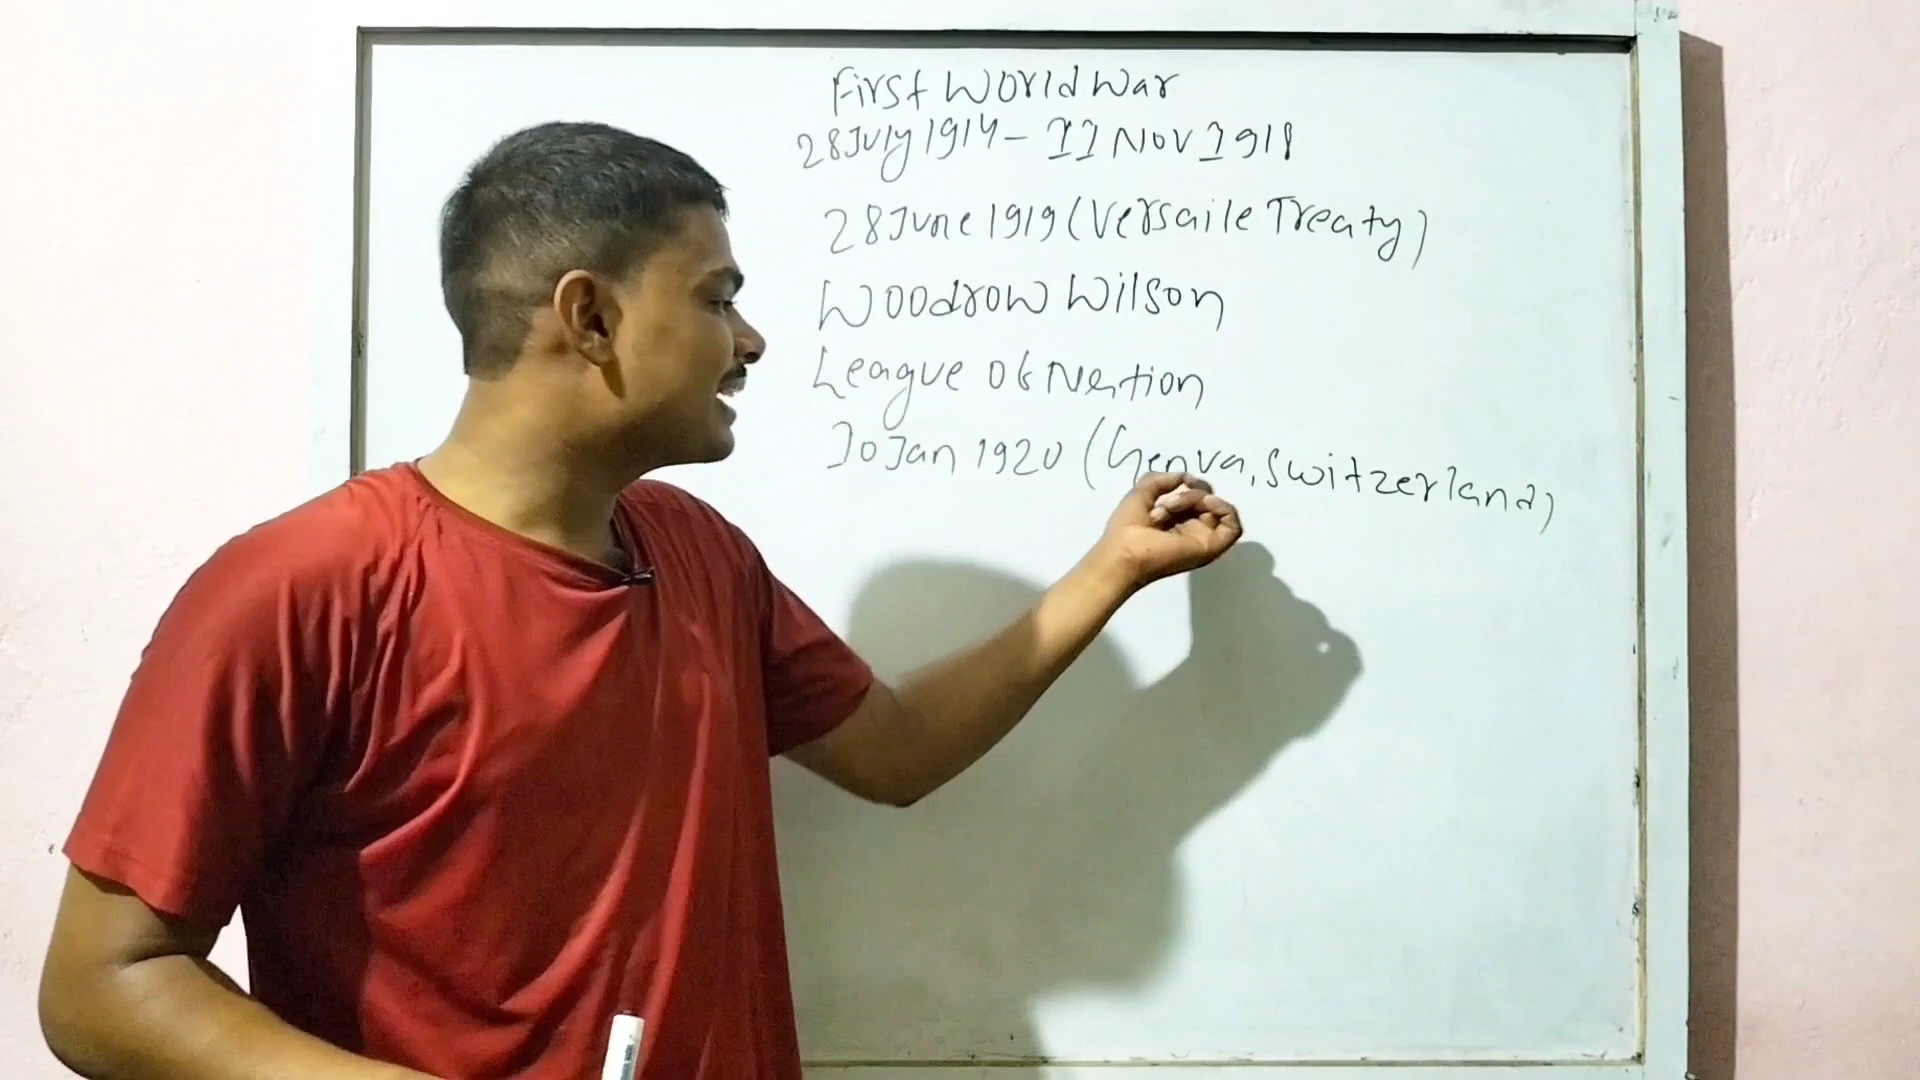 First World War
28 July 1914 - 11 Nov 1918
28 June 1919 (Versaile Treaty)
Woodrow Wilson
League of Nation
10 Jan 1920 (Genva, Switzerland)